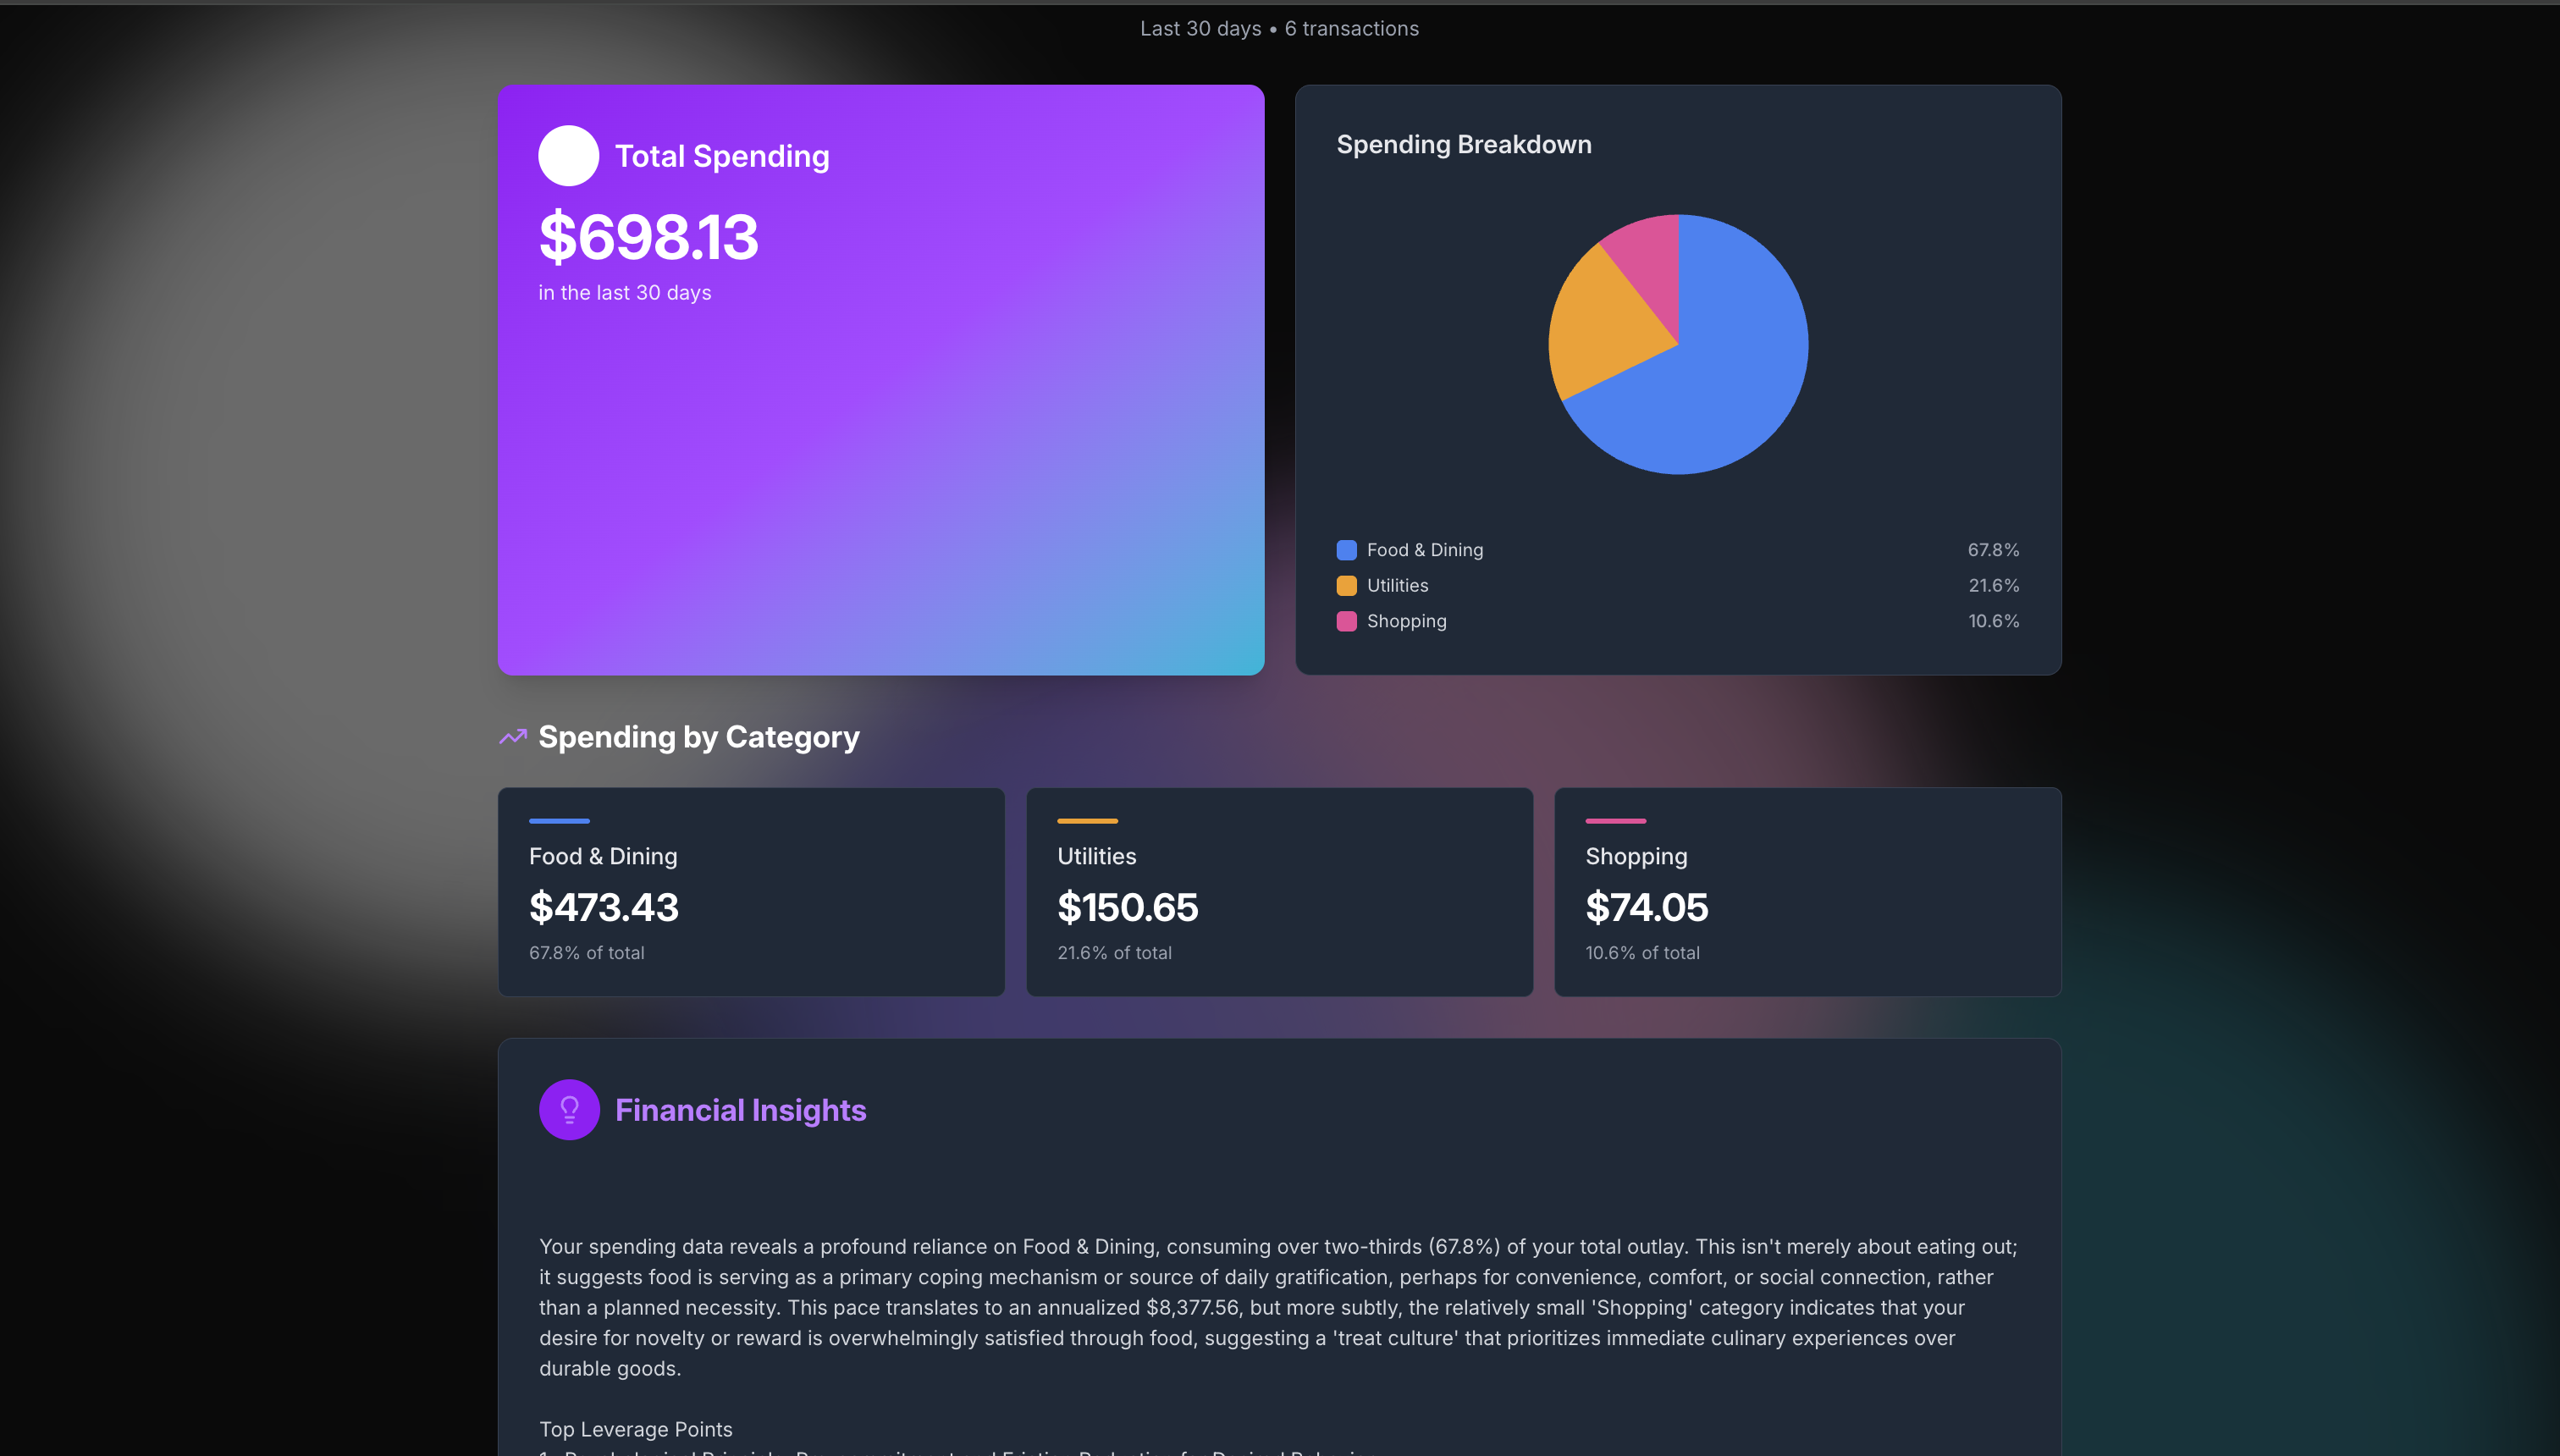 Last 30 days • 6 transactions
Total Spending
$698.13
in the last 30 days
Spending Breakdown
Food & Dining 67.8%
Utilities 21.6%
Shopping 10.6%
Spending by Category
Food & Dining
$473.43
67.8% of total
Utilities
$150.65
21.6% of total
Shopping
$74.05
10.6% of total
Financial Insights
Your spending data reveals a profound reliance on Food & Dining, consuming over two-thirds (67.8%) of your total outlay. This isn't merely about eating out;
it suggests food is serving as a primary coping mechanism or source of daily gratification, perhaps for convenience, comfort, or social connection, rather
than a planned necessity. This pace translates to an annualized $8,377.56, but more subtly, the relatively small 'Shopping' category indicates that your
desire for novelty or reward is overwhelmingly satisfied through food, suggesting a 'treat culture' that prioritizes immediate culinary experiences over
durable goods.
Top Leverage Points